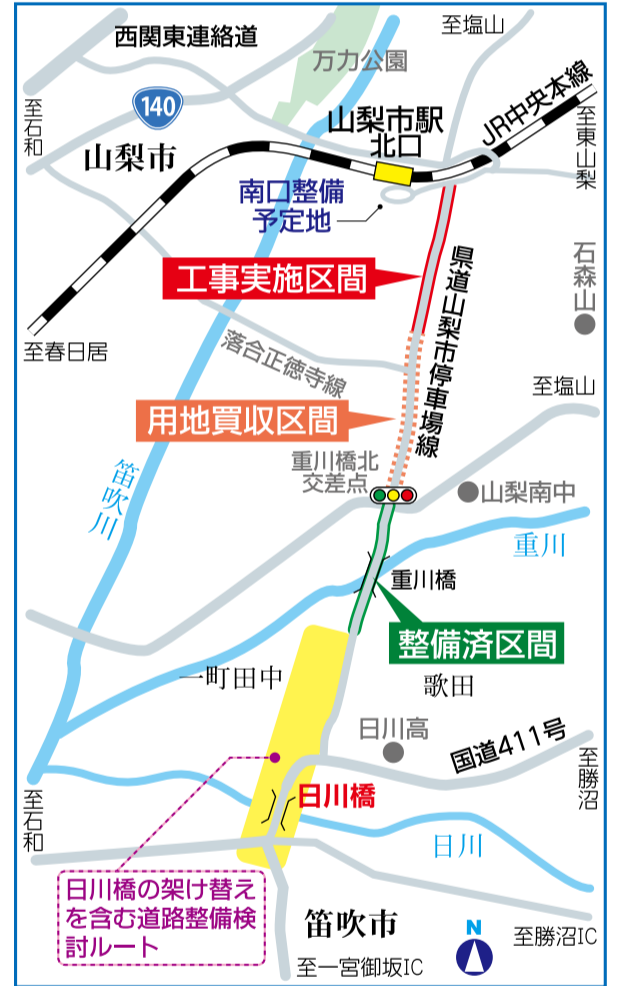 西関東連絡道
至塩山
万力公園
140
JR中央本線
至石和
山梨市
山梨市駅
北口
至東山梨
南口整備
予定地
工事実施区間
県道山梨市停車場線
石森山
至春日居
落合正徳寺線
至塩山
用地買収区間
重川橋北
交差点
山梨南中
笛吹川
重川
重川橋
整備済区間
一町田中
歌田
日川高
国道411号
至勝沼
至石和
日川橋
日川
日川橋の架け替え
を含む道路整備検
討ルート
笛吹市
N
至勝沼IC
至一宮御坂IC